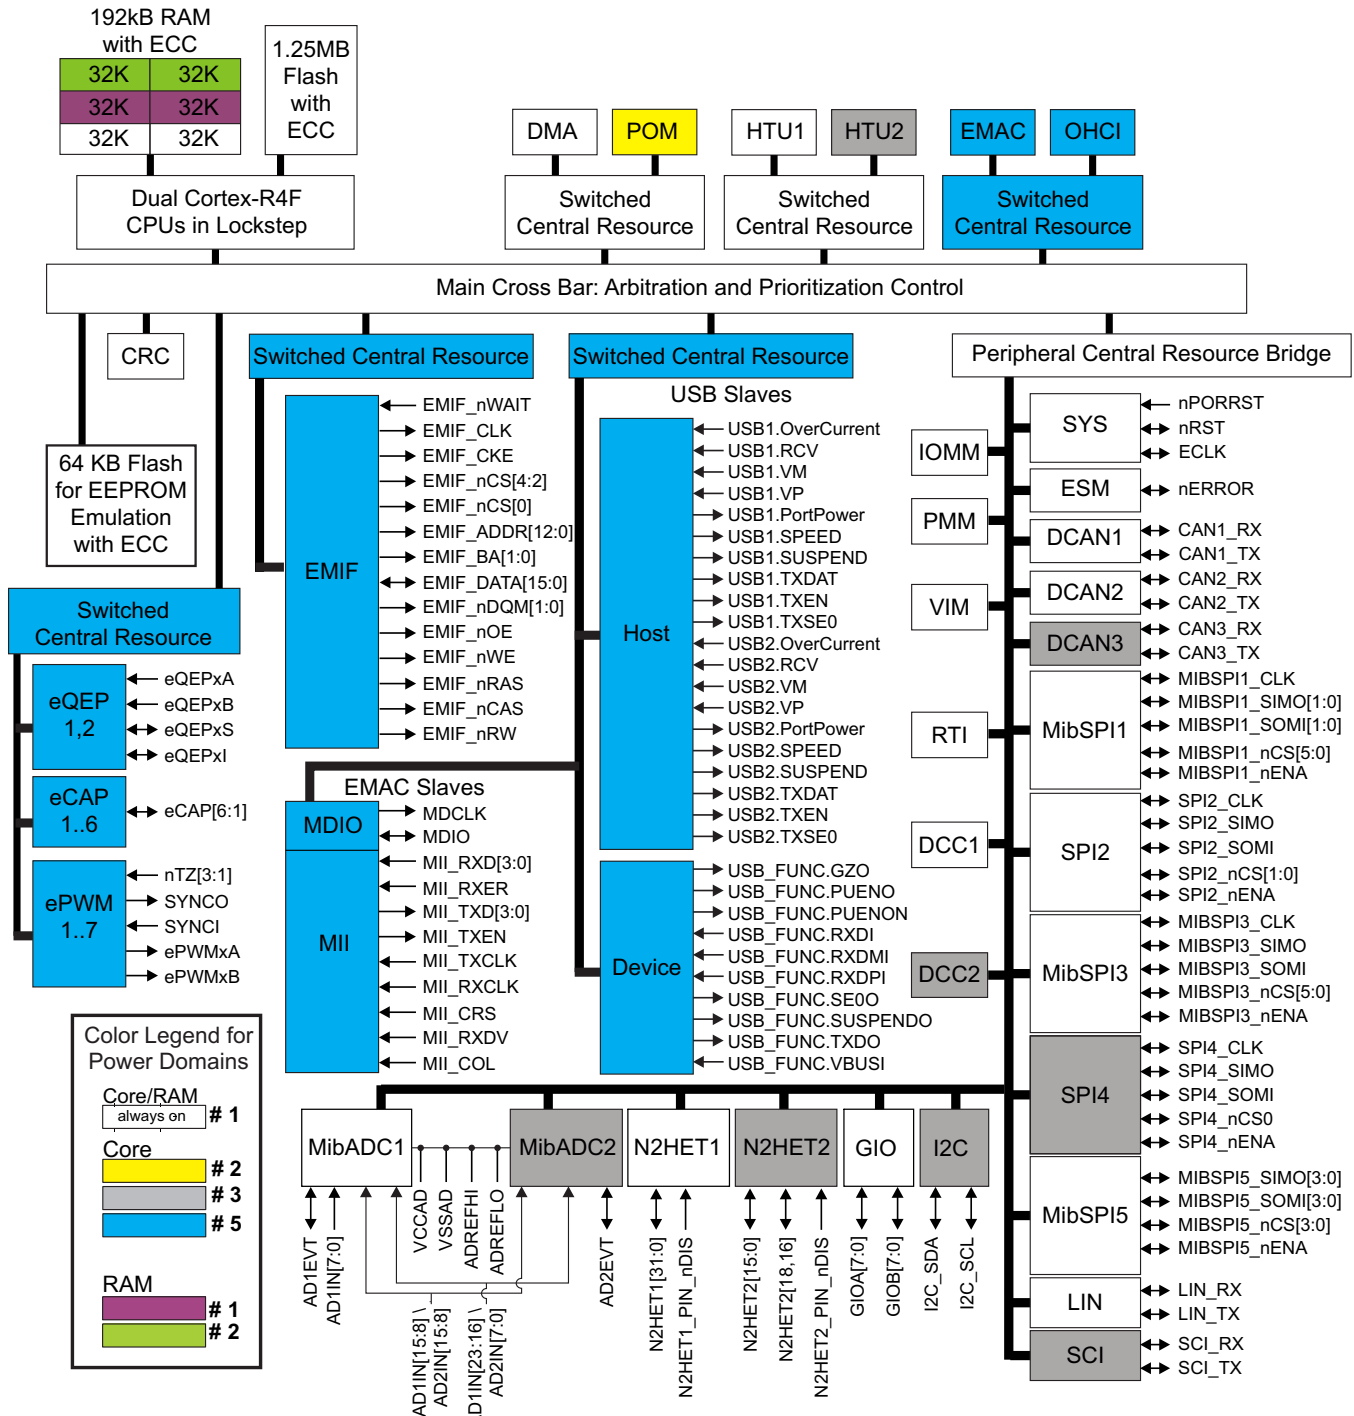 192kB RAM
with ECC
32K 32K
32K 32K
32K 32K
1.25MB
Flash
with
ECC
DMA
POM
HTU1
HTU2
EMAC
OHCI
Dual Cortex-R4F
CPUs in Lockstep
Switched
Central Resource
Switched
Central Resource
Switched
Central Resource
Main Cross Bar: Arbitration and Prioritization Control
CRC
Switched Central Resource
Switched Central Resource
Peripheral Central Resource Bridge
64 KB Flash
for EEPROM
Emulation
with ECC
Switched
Central Resource
eQEP
1,2
eQEPxA
eQEPxB
eQEPxS
eQEPxI
eCAP
1..6
eCAP[6:1]
ePWM
1..7
nTZ[3:1]
SYNCO
SYNCI
ePWMxA
ePWMxB
EMIF
EMIF_nWAIT
EMIF_CLK
EMIF_CKE
EMIF_nCS[4:2]
EMIF_nCS[0]
EMIF_ADDR[12:0]
EMIF_BA[1:0]
EMIF_DATA[15:0]
EMIF_nDQM[1:0]
EMIF_nOE
EMIF_nWE
EMIF_nRAS
EMIF_nCAS
EMIF_nRW
EMAC Slaves
MDIO
MDCLK
MDIO
MII
MII_RXD[3:0]
MII_RXER
MII_TXD[3:0]
MII_TXEN
MII_TXCLK
MII_RXCLK
MII_CRS
MII_RXDV
MII_COL
USB Slaves
Host
USB1.OverCurrent
USB1.RCV
USB1.VM
USB1.VP
USB1.PortPower
USB1.SPEED
USB1.SUSPEND
USB1.TXDAT
USB1.TXEN
USB1.TXSE0
USB2.OverCurrent
USB2.RCV
USB2.VM
USB2.VP
USB2.PortPower
USB2.SPEED
USB2.SUSPEND
USB2.TXDAT
USB2.TXEN
USB2.TXSE0
Device
USB_FUNC.GZO
USB_FUNC.PUENO
USB_FUNC.PUENON
USB_FUNC.RXDI
USB_FUNC.RXDMI
USB_FUNC.RXDPI
USB_FUNC.SE0O
USB_FUNC.SUSPENDO
USB_FUNC.TXDO
USB_FUNC.VBUSI
IOMM
PMM
VIM
RTI
DCC1
DCC2
SYS
nPORRST
nRST
ECLK
ESM
nERROR
DCAN1
CAN1_RX
CAN1_TX
DCAN2
CAN2_RX
CAN2_TX
DCAN3
CAN3_RX
CAN3_TX
MibSPI1
MIBSPI1_CLK
MIBSPI1_SIMO[1:0]
MIBSPI1_SOMI[1:0]
MIBSPI1_nCS[5:0]
MIBSPI1_nENA
SPI2
SPI2_CLK
SPI2_SIMO
SPI2_SOMI
SPI2_nCS[1:0]
SPI2_nENA
MibSPI3
MIBSPI3_CLK
MIBSPI3_SIMO
MIBSPI3_SOMI
MIBSPI3_nCS[5:0]
MIBSPI3_nENA
SPI4
SPI4_CLK
SPI4_SIMO
SPI4_SOMI
SPI4_nCS0
SPI4_nENA
MibSPI5
MIBSPI5_SIMO[3:0]
MIBSPI5_SOMI[3:0]
MIBSPI5_nCS[3:0]
MIBSPI5_nENA
LIN
LIN_RX
LIN_TX
SCI
SCI_RX
SCI_TX
MibADC1
MibADC2
N2HET1
N2HET2
GIO
I2C
AD1EVT
AD1IN[7:0]
VCCAD
VSSAD
ADREFHI
ADREFLO
AD1IN[15:8] \
AD2IN[15:8]
AD1IN[23:16] \
AD2IN[7:0]
AD2EVT
N2HET1[31:0]
N2HET1_PIN_nDIS
N2HET2[15:0]
N2HET2[18,16]
N2HET2_PIN_nDIS
GIOA[7:0]
GIOB[7:0]
I2C_SDA
I2C_SCL
Color Legend for
Power Domains
Core/RAM
always on # 1
Core
# 2
# 3
# 5
RAM
# 1
# 2